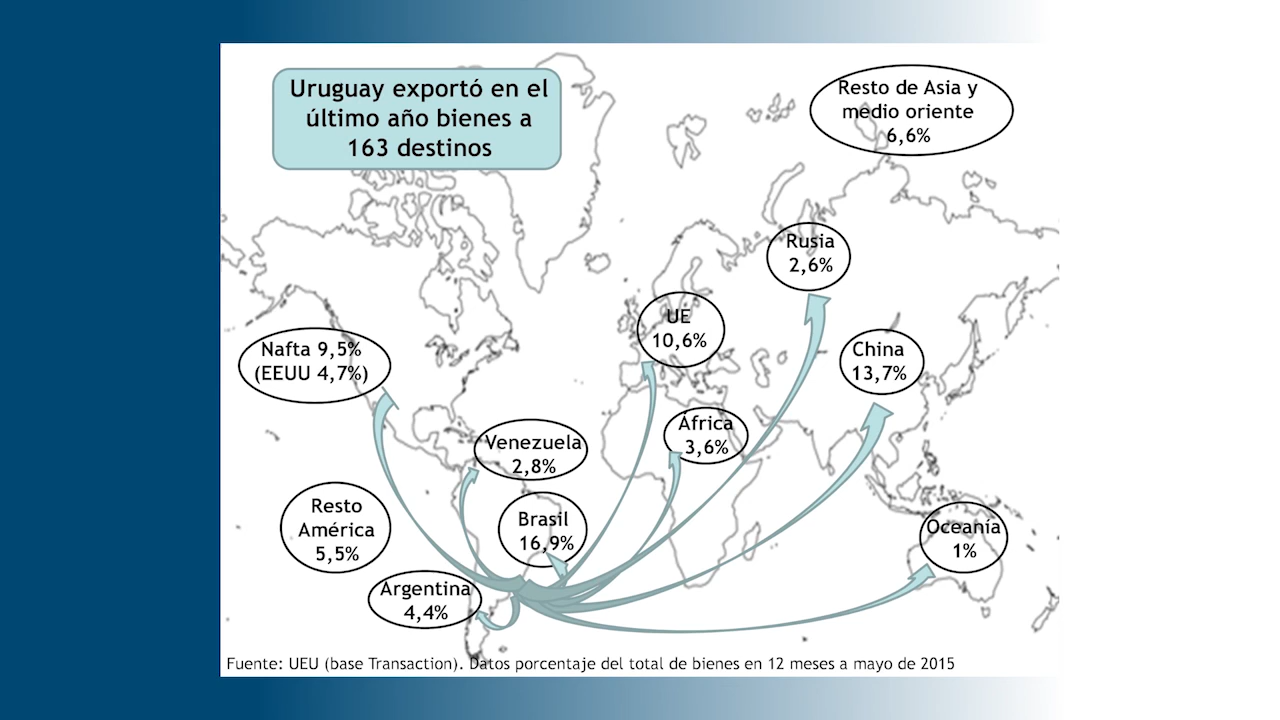 Uruguay exportó en el
último año bienes a
163 destinos
Resto de Asia y
medio oriente
6,6%
Rusia
2,6%
UE
10,6%
Nafta 9,5%
(EEUU 4,7%)
China
13,7%
África
3,6%
Venezuela
2,8%
Resto
América
5,5%
Brasil
16,9%
Oceanía
1%
Argentina
4,4%
Fuente: UEU (base Transaction). Datos porcentaje del total de bienes en 12 meses a mayo de 2015